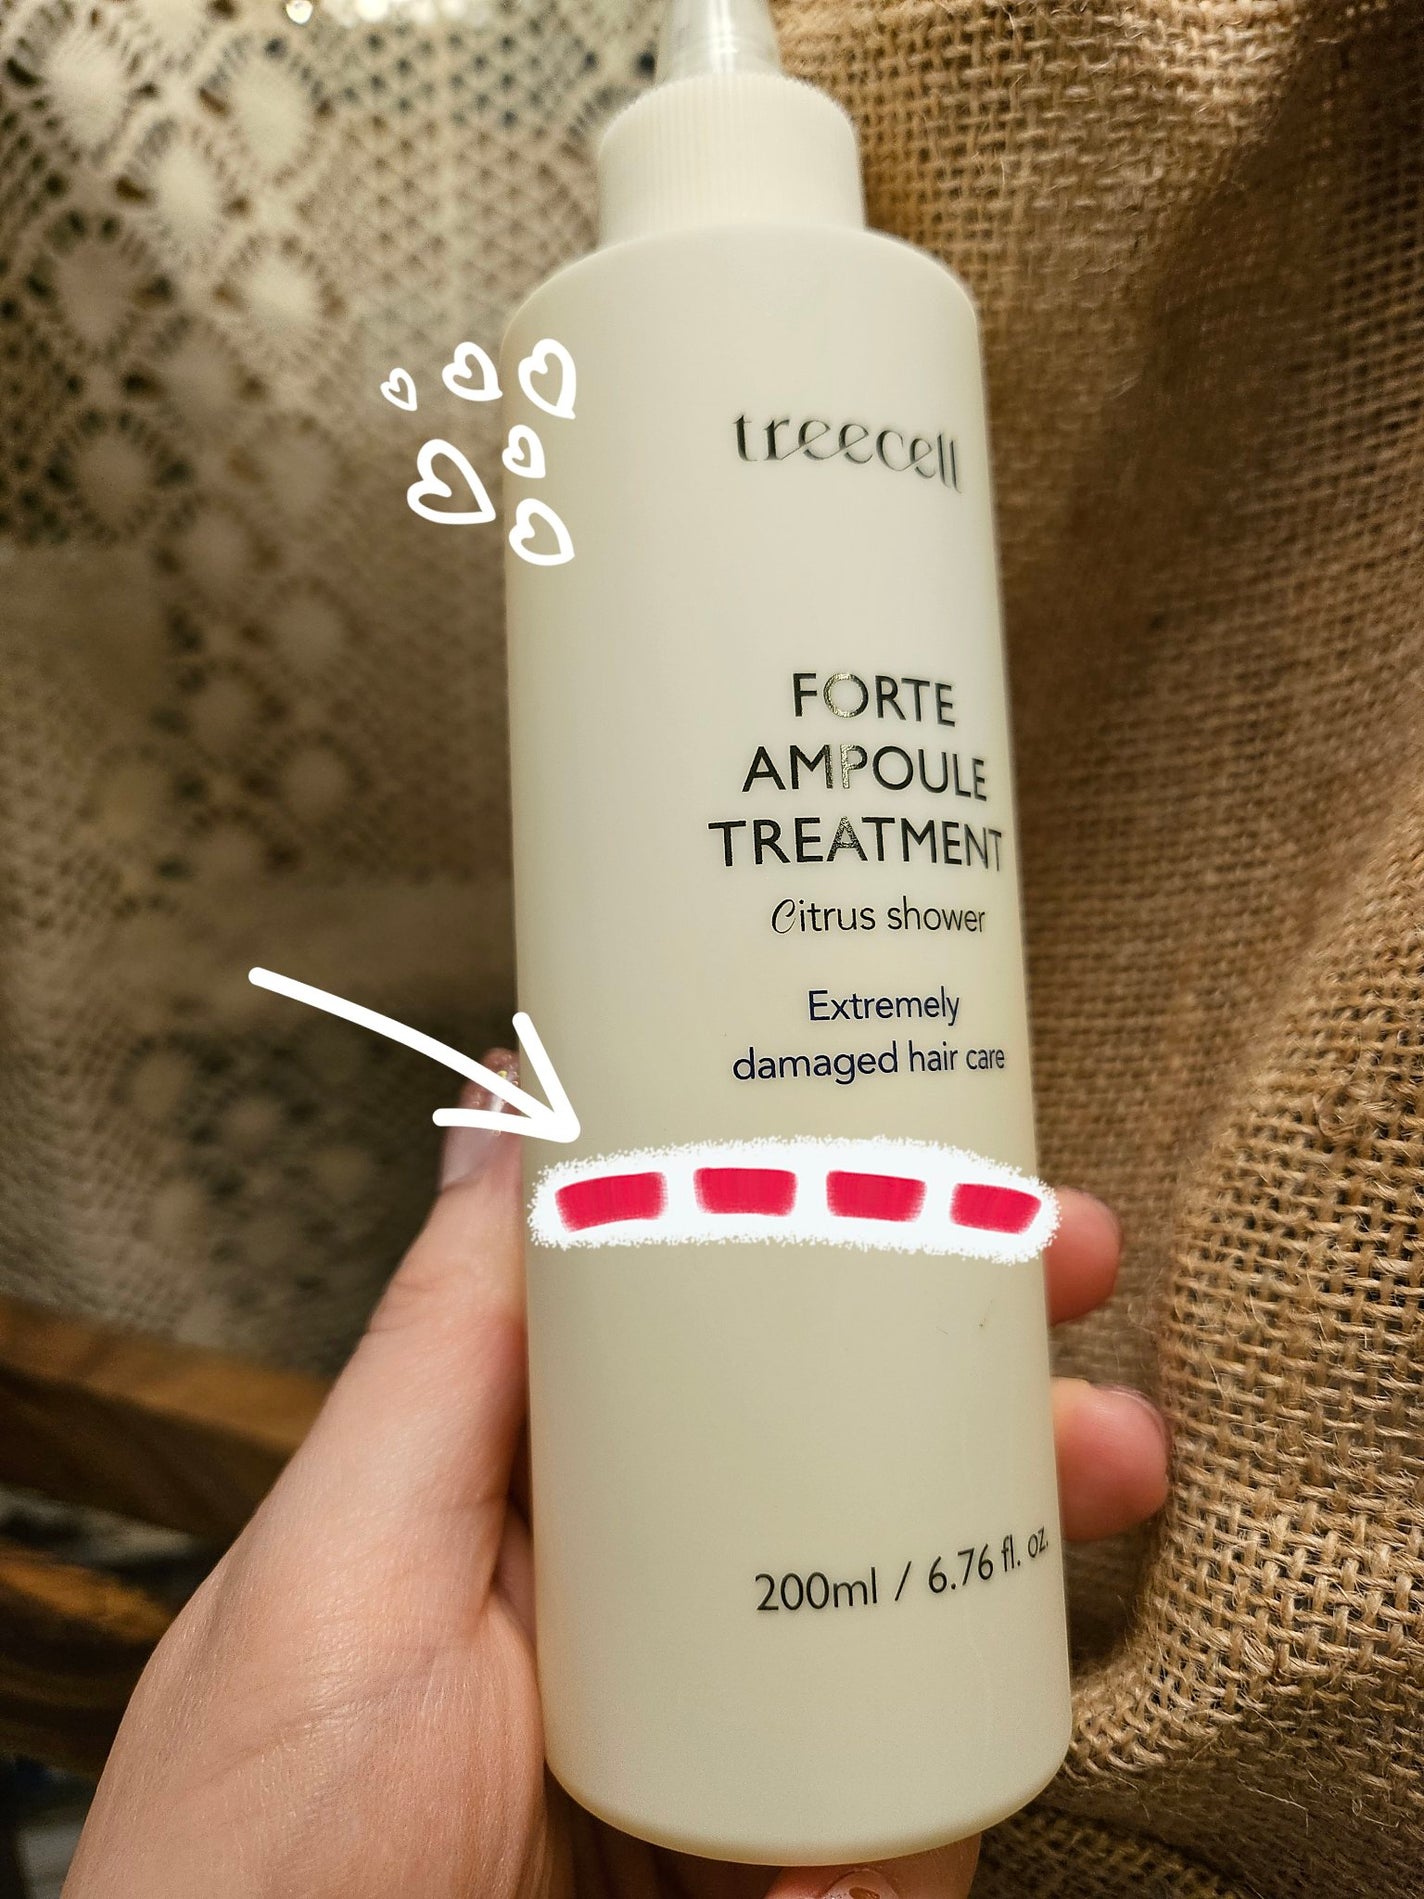 treecell
FORTE
AMPOULE
TREATMENT
Citrus shower
Extremely
damaged hair care
200ml / 6.76 fl. oz.